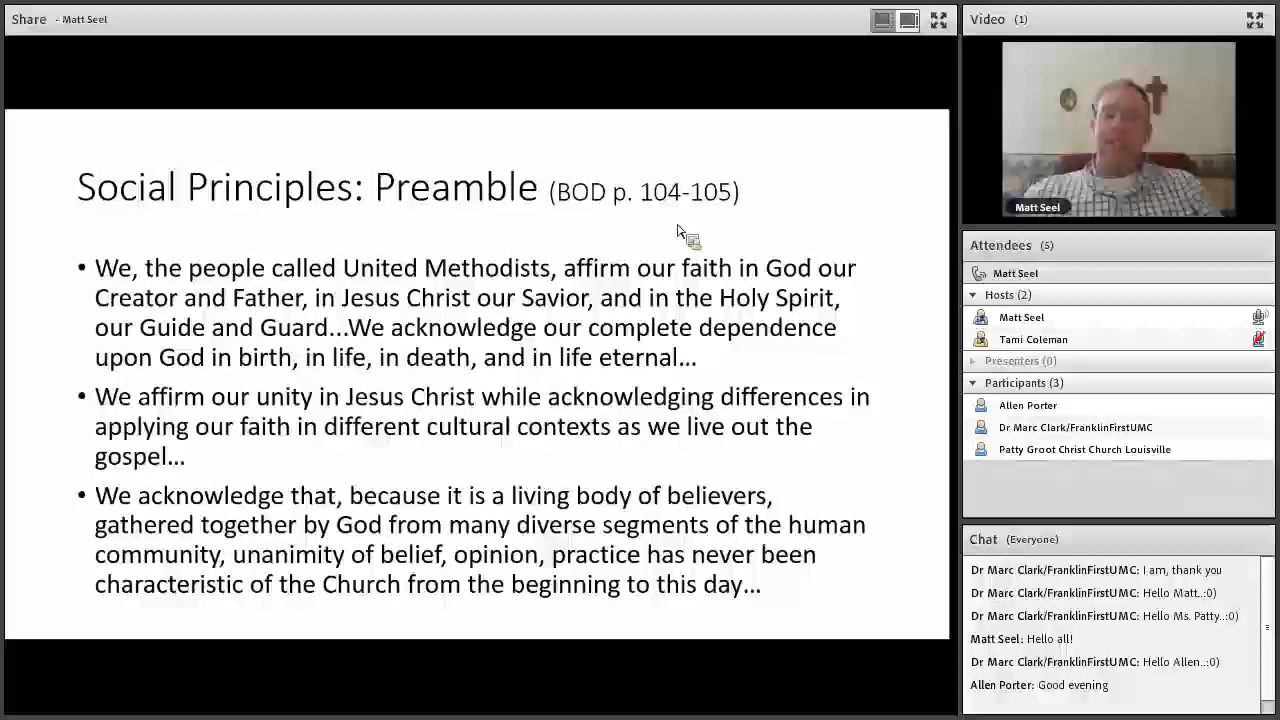 Share - Matt Seel
Social Principles: Preamble (BOD p. 104-105)
• We, the people called United Methodists, affirm our faith in God our
Creator and Father, in Jesus Christ our Savior, and in the Holy Spirit,
our Guide and Guard...We acknowledge our complete dependence
upon God in birth, in life, in death, and in life eternal...
• We affirm our unity in Jesus Christ while acknowledging differences in
applying our faith in different cultural contexts as we live out the
gospel...
• We acknowledge that, because it is a living body of believers,
gathered together by God from many diverse segments of the human
community, unanimity of belief, opinion, practice has never been
characteristic of the Church from the beginning to this day...
Video (1)
Matt Seel
Attendees (5)
Matt Seel
Hosts (2)
Matt Seel
Tami Coleman
Presenters (0)
Participants (3)
Allen Porter
Dr Marc Clark/FranklinFirstUMC
Patty Groot Christ Church Louisville
Chat (Everyone)
Dr Marc Clark/FranklinFirstUMC: I am, thank you
Dr Marc Clark/FranklinFirstUMC: Hello Matt..:0)
Dr Marc Clark/FranklinFirstUMC: Hello Ms. Patty..:0)
Matt Seel: Hello all!
Dr Marc Clark/FranklinFirstUMC: Hello Allen..:0)
Allen Porter: Good evening